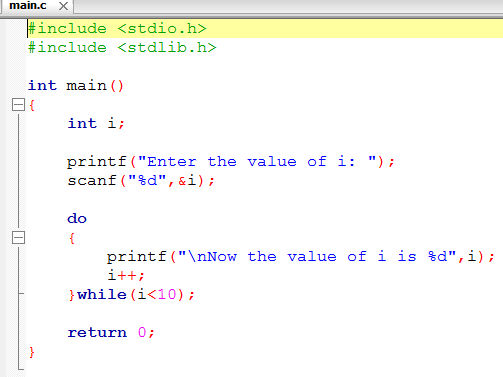 main.c
#include <stdio.h>
#include <stdlib.h>
int main()
{
int i;
printf("Enter the value of i: ");
scanf("%d",&i);
do
{
printf("\nNow the value of i is %d",i);
i++;
}while(i<10);
return 0;
}